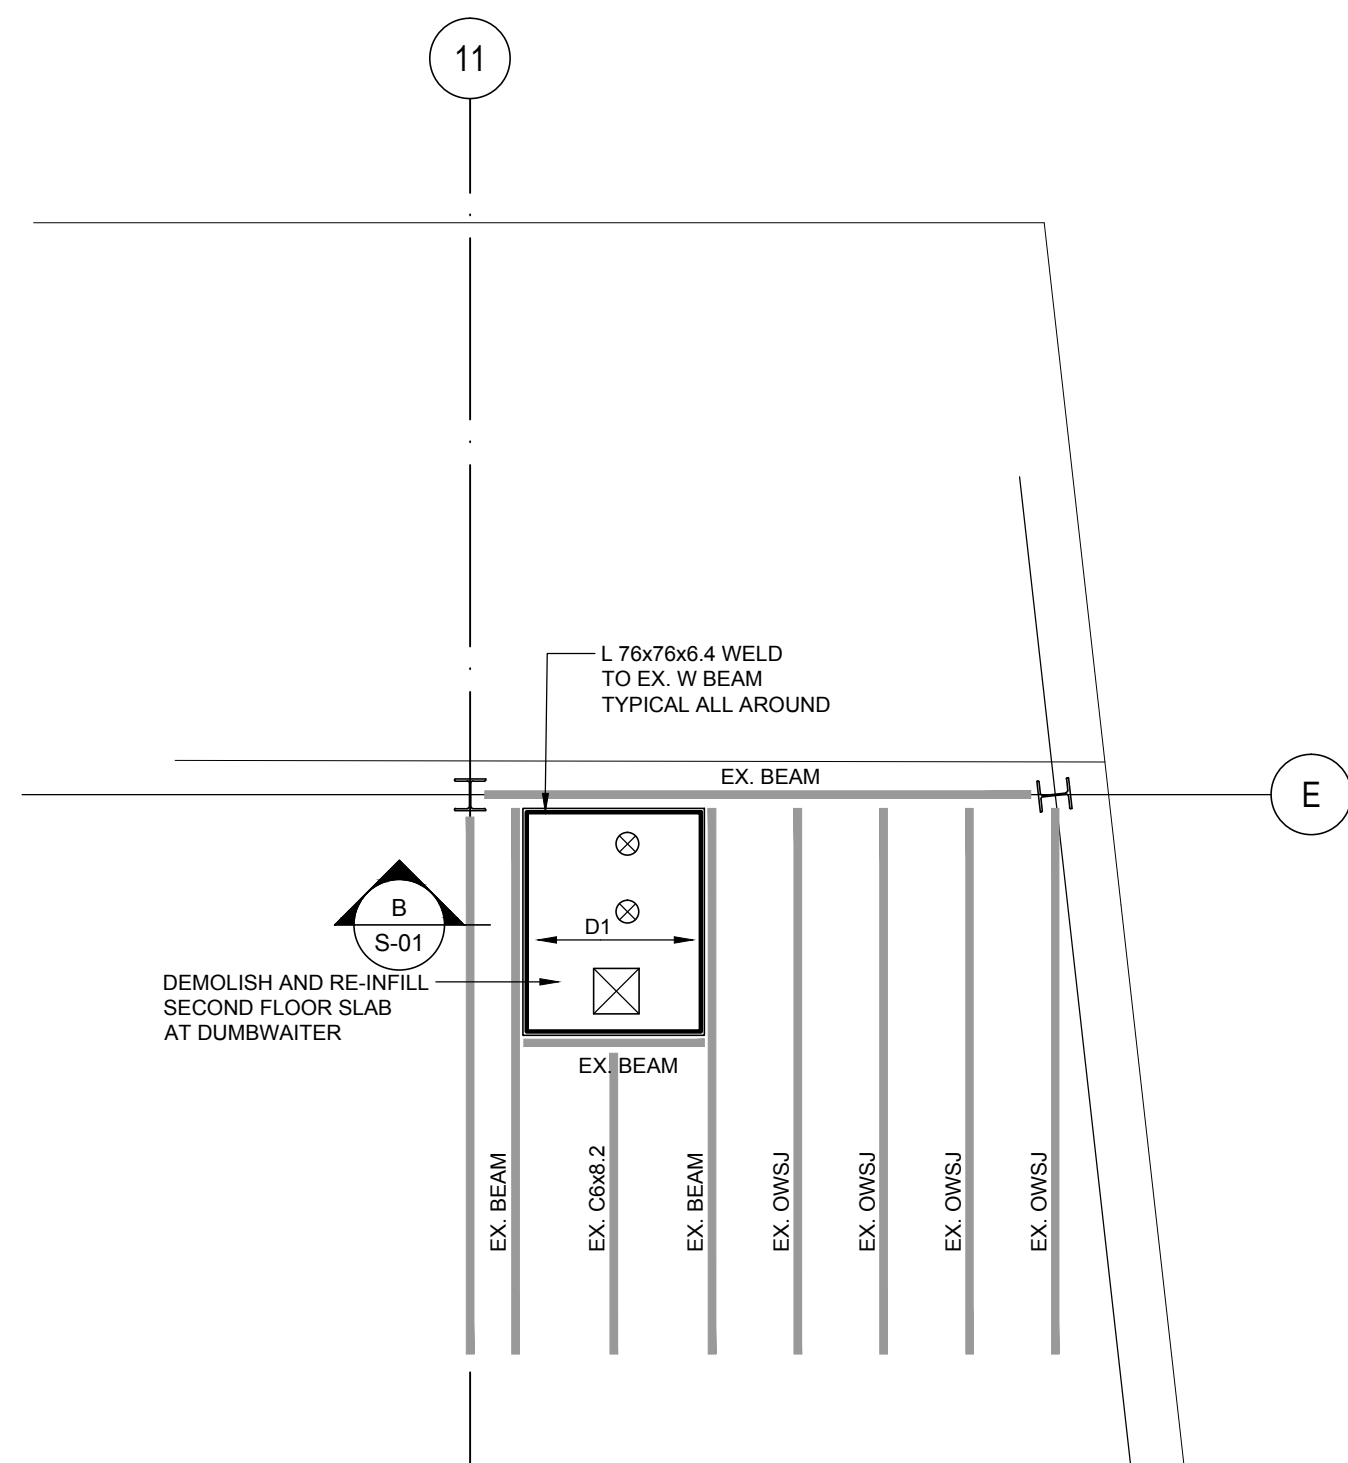 11
L 76x76x6.4 WELD
TO EX. W BEAM
TYPICAL ALL AROUND
EX. BEAM
E
B
S-01
D1
DEMOLISH AND RE-INFILL
SECOND FLOOR SLAB
AT DUMBWAITER
EX. BEAM
EX. BEAM
EX. C6x8.2
EX. BEAM
EX. OWSJ
EX. OWSJ
EX. OWSJ
EX. OWSJ